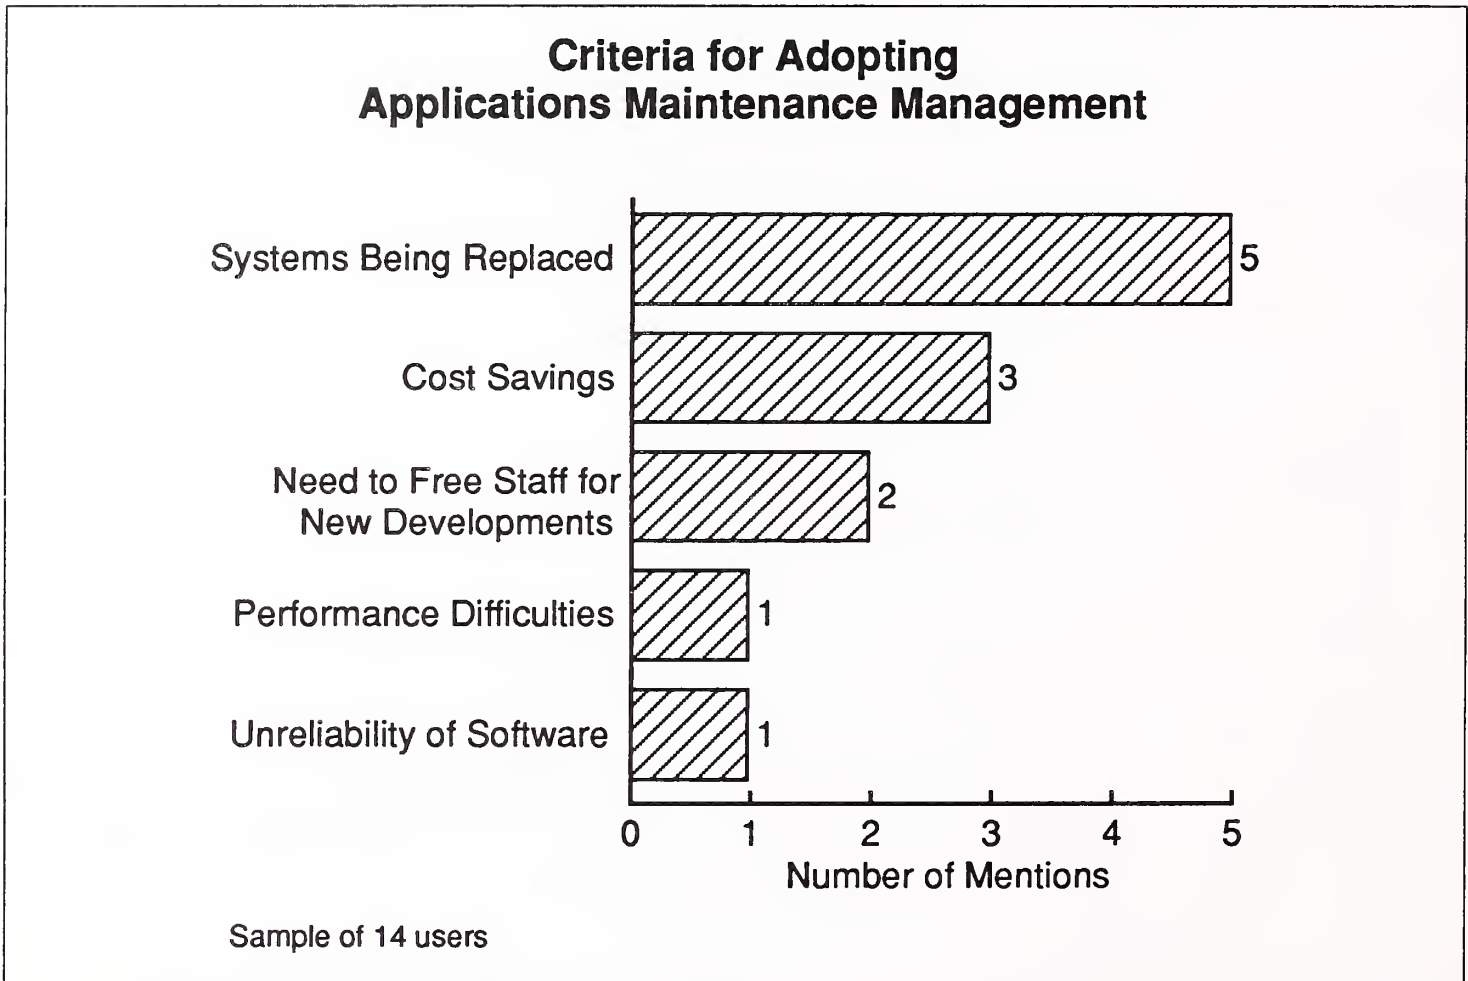 Criteria for Adopting
Applications Maintenance Management
Systems Being Replaced
5
Cost Savings
3
Need to Free Staff for
New Developments
2
Performance Difficulties
1
Unreliability of Software
1
0 1 2 3 4 5
Number of Mentions
Sample of 14 users